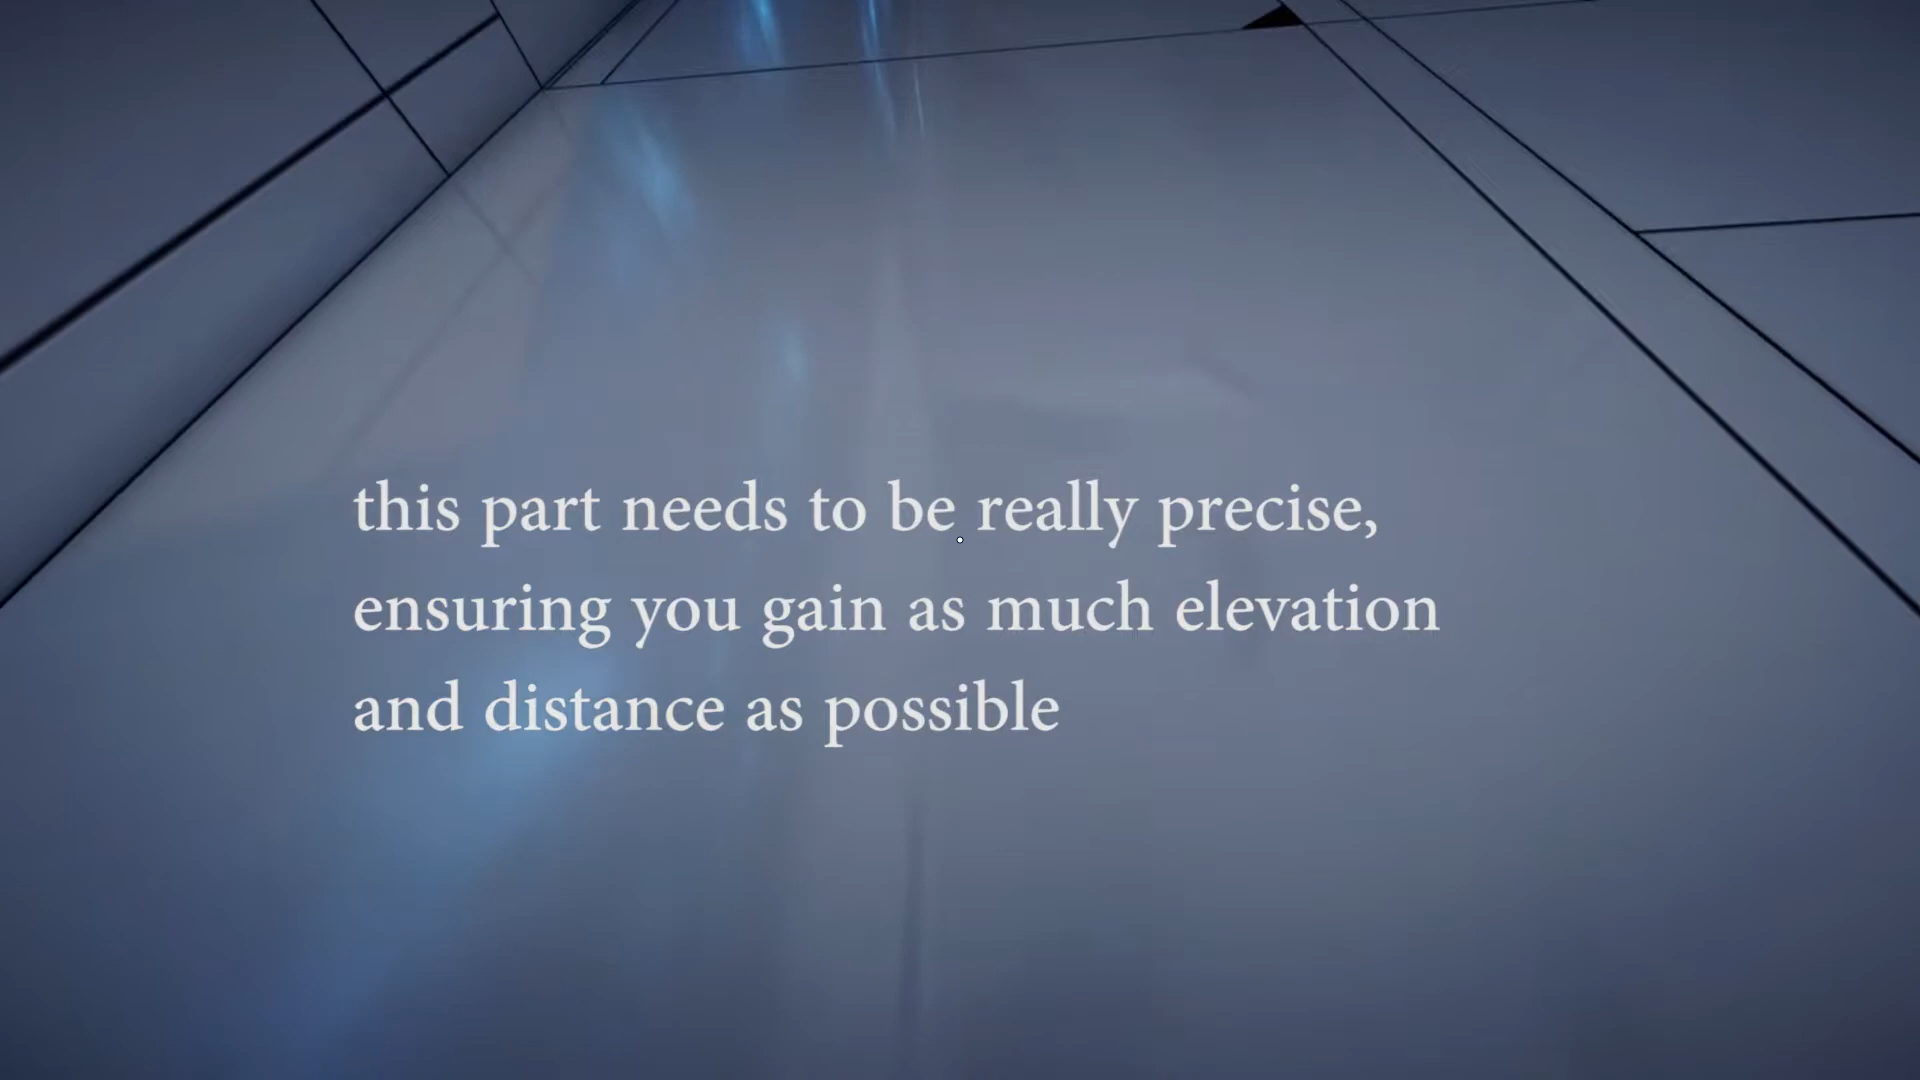 this part needs to be really precise,
ensuring you gain as much elevation
and distance as possible